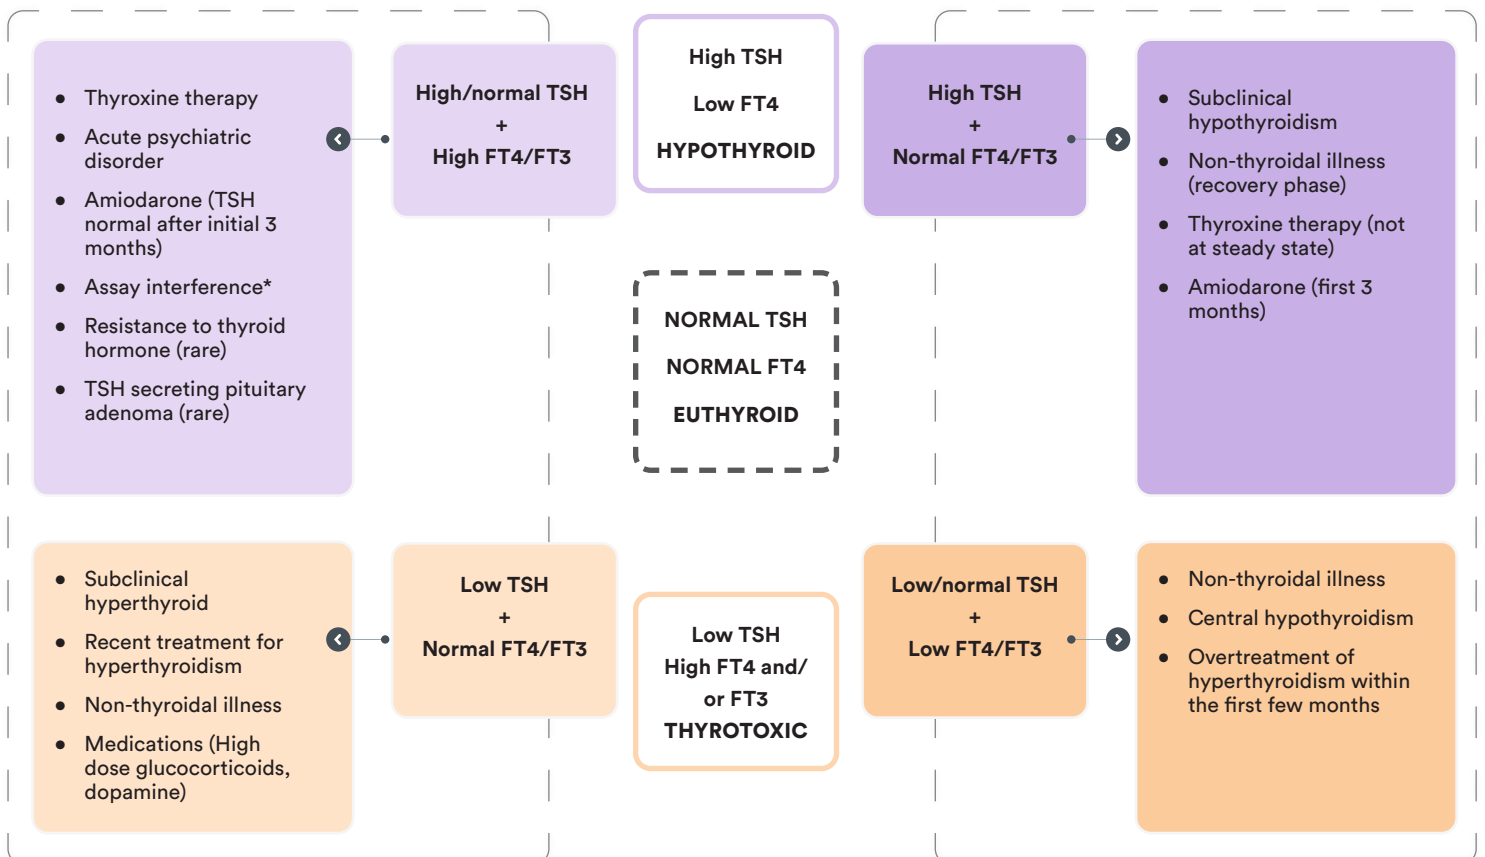 ● Thyroxine therapy
● Acute psychiatric
disorder
● Amiodarone (TSH
normal after initial 3
months)
● Assay interference*
● Resistance to thyroid
hormone (rare)
● TSH secreting pituitary
adenoma (rare)
High/normal TSH
+
High FT4/FT3
High TSH
Low FT4
HYPOTHYROID
High TSH
+
Normal FT4/FT3
● Subclinical
hypothyroidism
● Non-thyroidal illness
(recovery phase)
● Thyroxine therapy (not
at steady state)
● Amiodarone (first 3
months)
NORMAL TSH
NORMAL FT4
EUTHYROID
● Subclinical
hyperthyroid
● Recent treatment for
hyperthyroidism
● Non-thyroidal illness
● Medications (High
dose glucocorticoids,
dopamine)
Low TSH
+
Normal FT4/FT3
Low TSH
High FT4 and/
or FT3
THYROTOXIC
Low/normal TSH
+
Low FT4/FT3
● Non-thyroidal illness
● Central hypothyroidism
● Overtreatment of
hyperthyroidism within
the first few months